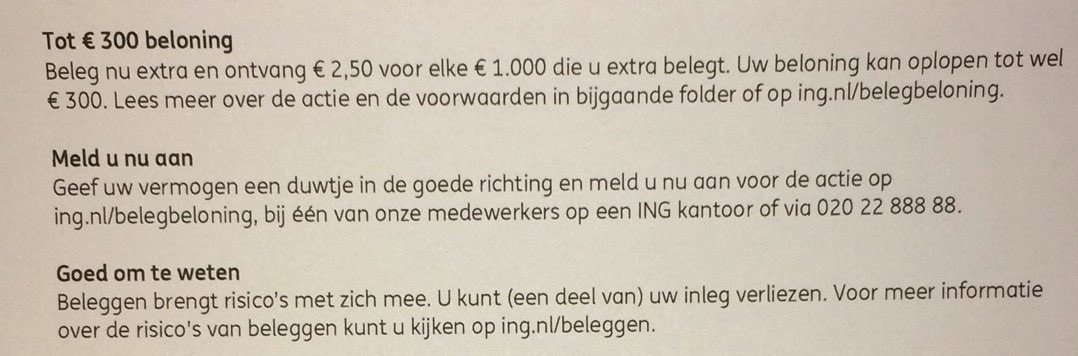 Tot € 300 beloning
Beleg nu extra en ontvang € 2,50 voor elke € 1.000 die u extra belegt. Uw beloning kan oplopen tot wel
€ 300. Lees meer over de actie en de voorwaarden in bijgaande folder of op ing.nl/belegbeloning.
Meld u nu aan
Geef uw vermogen een duwtje in de goede richting en meld u nu aan voor de actie op
ing.nl/belegbeloning, bij één van onze medewerkers op een ING kantoor of via 020 22 888 88.
Goed om te weten
Beleggen brengt risico's met zich mee. U kunt (een deel van) uw inleg verliezen. Voor meer informatie
over de risico's van beleggen kunt u kijken op ing.nl/beleggen.